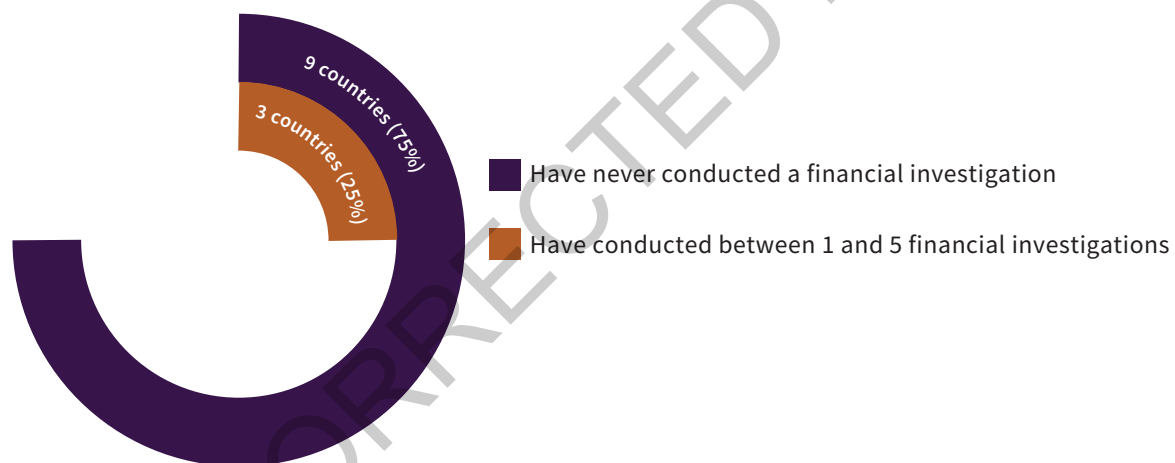 9 countries (75%)
3 countries (25%)
Have never conducted a financial investigation
Have conducted between 1 and 5 financial investigations
ORRECTED